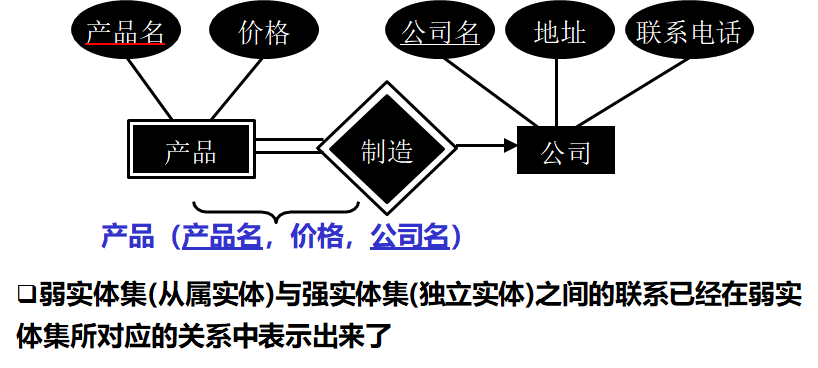 产品名 价格 公司名 地址 联系电话
产品 制造 公司
产品（产品名，价格，公司名）
❑弱实体集(从属实体)与强实体集(独立实体)之间的联系已经在弱实
体集所对应的关系中表示出来了